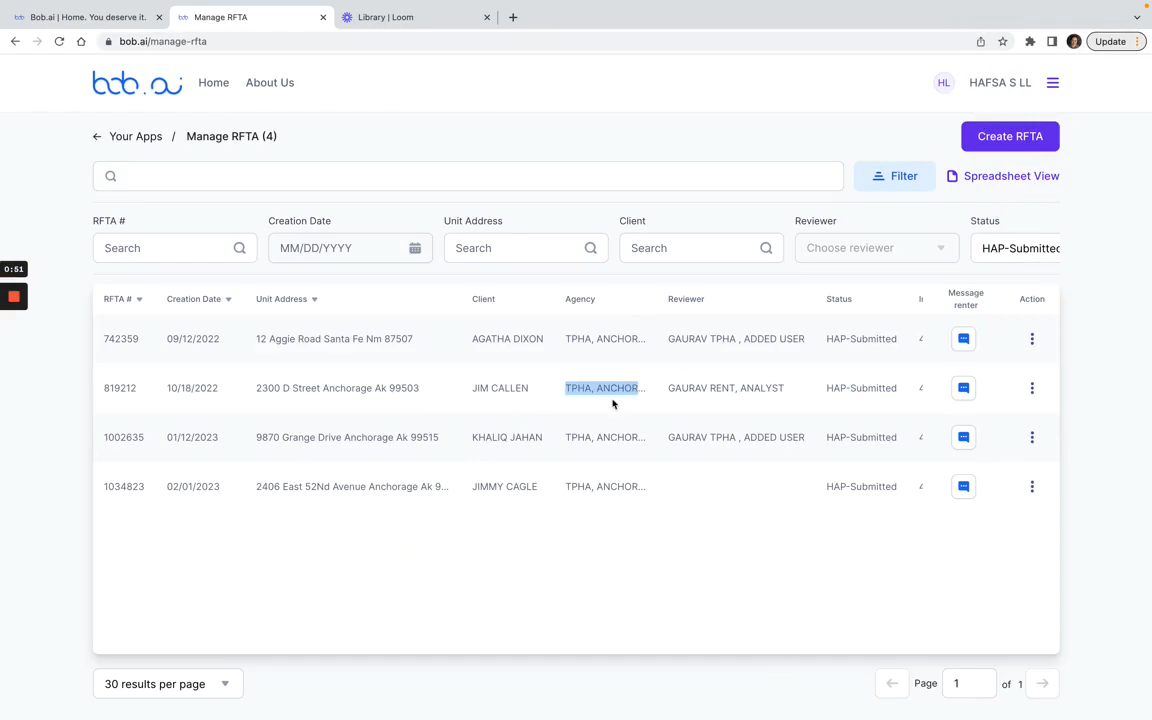 Bob.ai | Home. You deserve it.
Manage RFTA
Library | Loom
bob.ai/manage-rfta
Update
bob.ai
Home
About Us
HL
HAFSA S LL
← Your Apps / Manage RFTA (4)
Create RFTA
Filter
Spreadsheet View
RFTA #
Creation Date
Unit Address
Client
Reviewer
Status
Search
MM/DD/YYYY
Search
Search
Choose reviewer
HAP-Submitted
0:51
RFTA # Creation Date Unit Address Client Agency Reviewer Status Message renter Action
742359 09/12/2022 12 Aggie Road Santa Fe Nm 87507 AGATHA DIXON TPHA, ANCHOR... GAURAV TPHA , ADDED USER HAP-Submitted
819212 10/18/2022 2300 D Street Anchorage Ak 99503 JIM CALLEN TPHA, ANCHOR... GAURAV RENT, ANALYST HAP-Submitted
1002635 01/12/2023 9870 Grange Drive Anchorage Ak 99515 KHALIQ JAHAN TPHA, ANCHOR... GAURAV TPHA , ADDED USER HAP-Submitted
1034823 02/01/2023 2406 East 52Nd Avenue Anchorage Ak 9... JIMMY CAGLE TPHA, ANCHOR... HAP-Submitted
30 results per page
Page 1 of 1